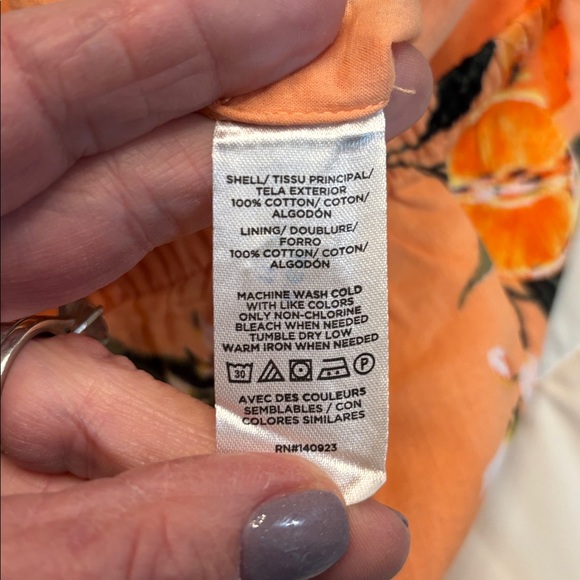 SHELL/ TISSU PRINCIPAL/
TELA EXTERIOR
100% COTTON/ COTON/
ALGODÓN
LINING/ DOUBLURE/
FORRO
100% COTTON/ COTON/
ALGODÓN
MACHINE WASH COLD
WITH LIKE COLORS
ONLY NON-CHLORINE
BLEACH WHEN NEEDED
TUMBLE DRY LOW
WARM IRON WHEN NEEDED
30 P
AVEC DES COULEURS
SEMBLABLES / CON
COLORES SIMILARES
RN#140923